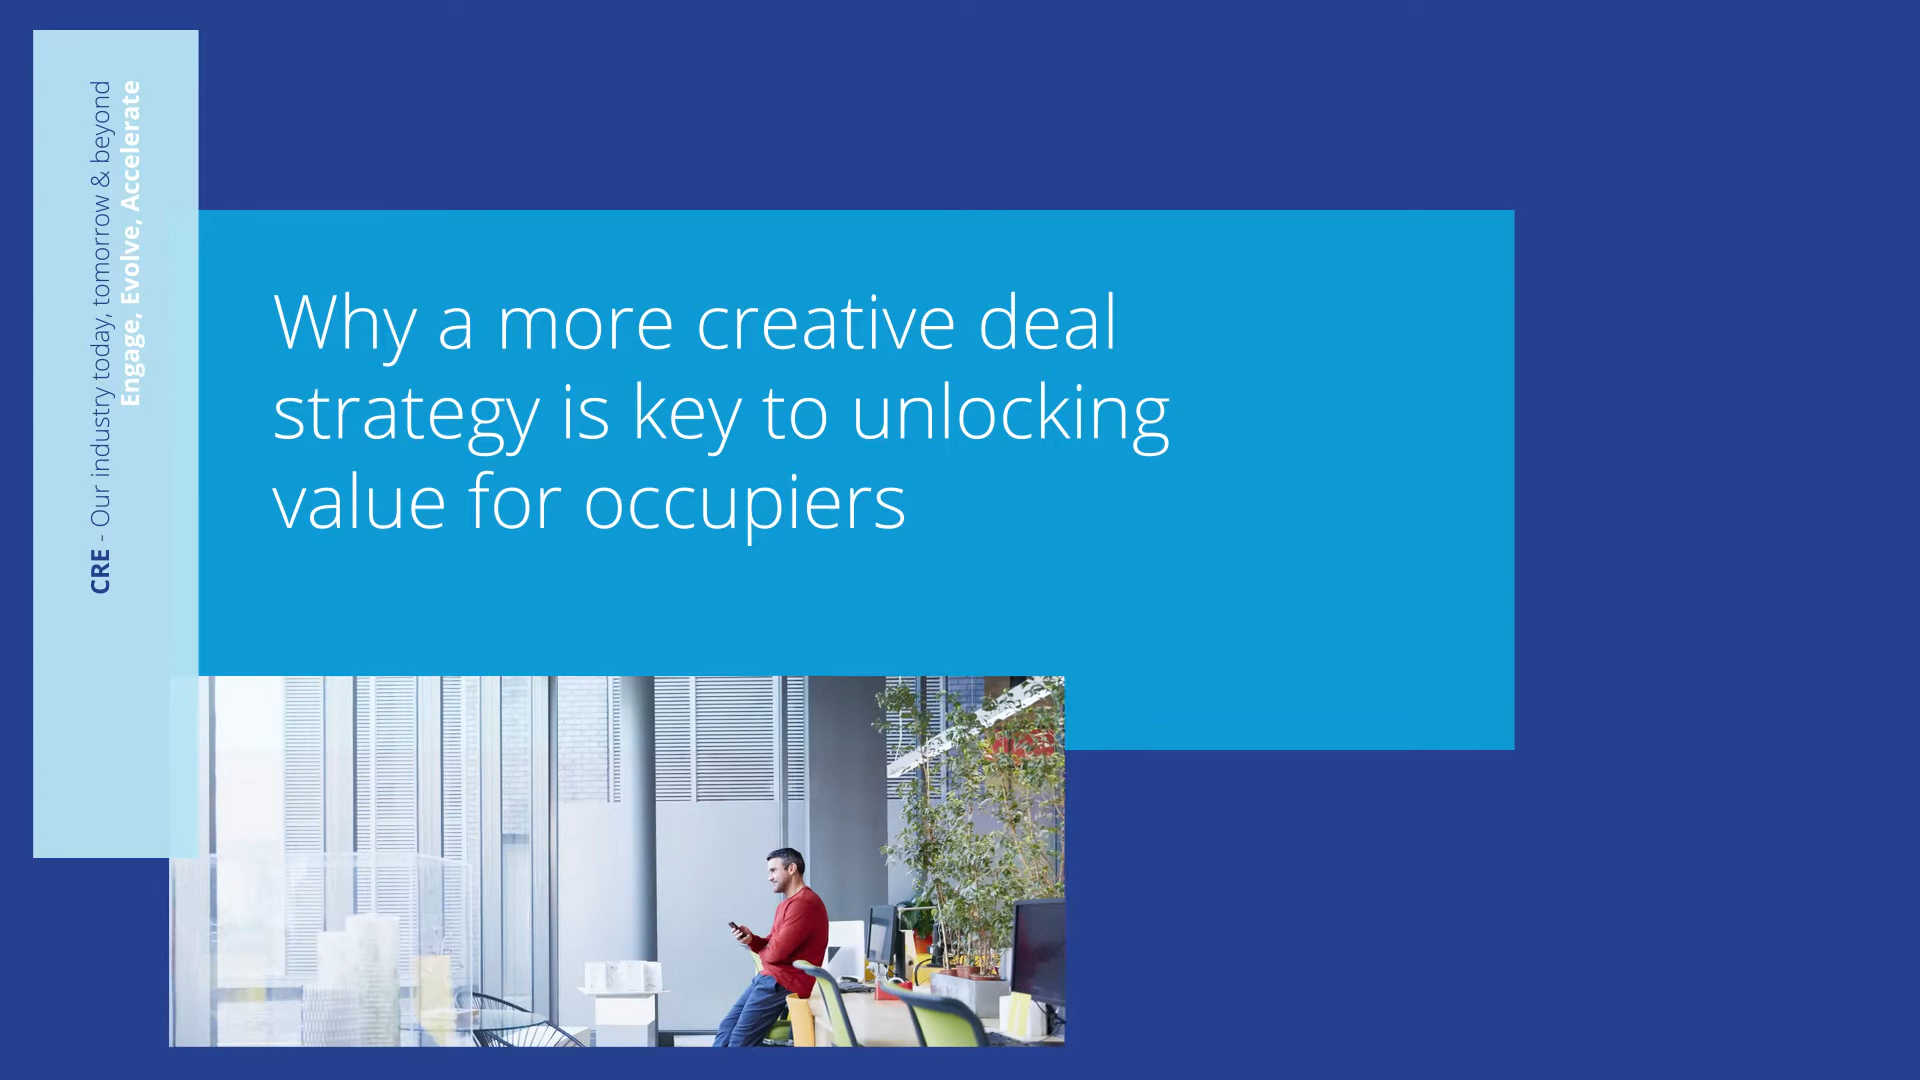 CRE - Our industry today, tomorrow & beyond
Engage, Evolve, Accelerate
Why a more creative deal
strategy is key to unlocking
value for occupiers